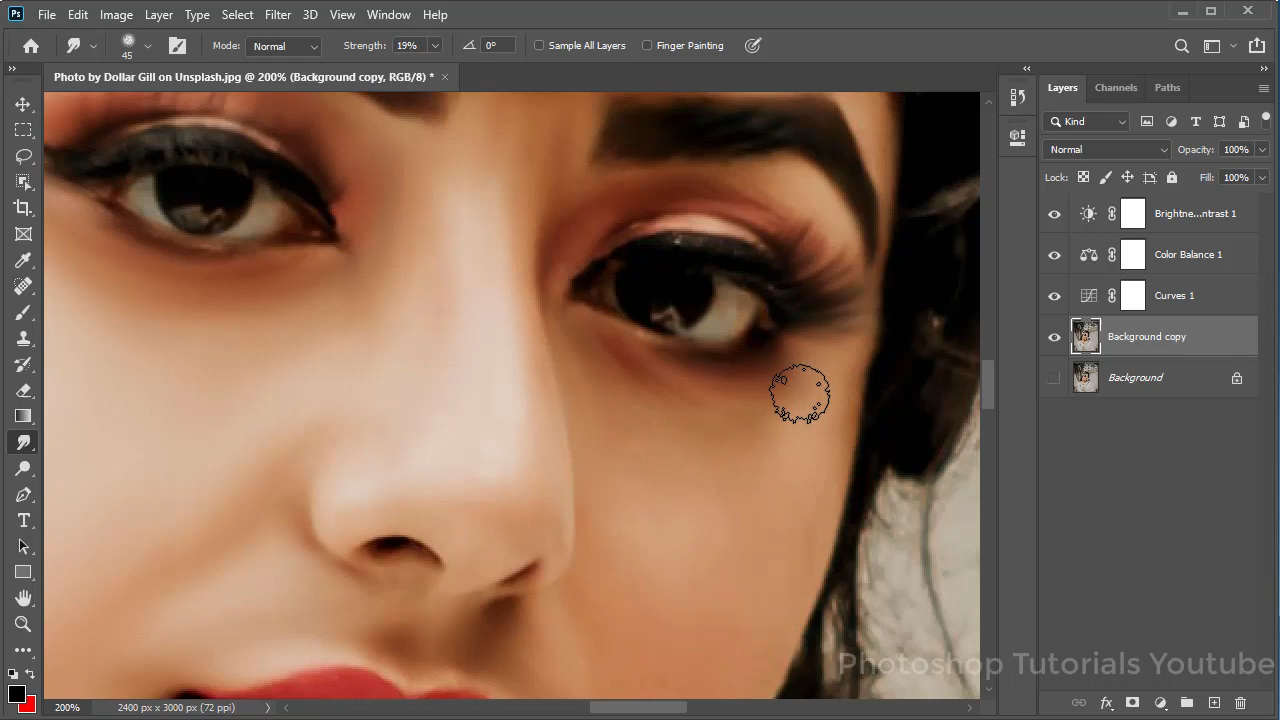 Ps File Edit Image Layer Type Select Filter 3D View Window Help
45 Mode: Normal Strength: 19% 0° Sample All Layers Finger Painting
Photo by Dollar Gill on Unsplash.jpg @ 200% (Background copy, RGB/8) *
Layers Channels Paths
Kind
Normal Opacity: 100%
Lock: Fill: 100%
Brightne...ntrast 1
Color Balance 1
Curves 1
Background copy
Background
Photoshop Tutorials Youtube
200% 2400 px x 3000 px (72 ppi)